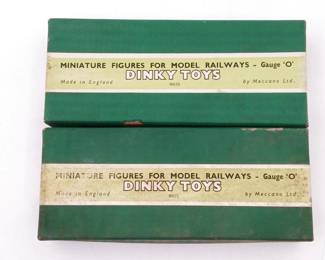 MINIATURE FIGURES FOR MODEL RAILWAYS - Gauge 'O'
DINKY TOYS
Made in England
by Meccano Ltd.
MINIATURE FIGURES FOR MODEL RAILWAYS - Gauge 'O'
DINKY TOYS
Made in England
by Meccano Ltd.